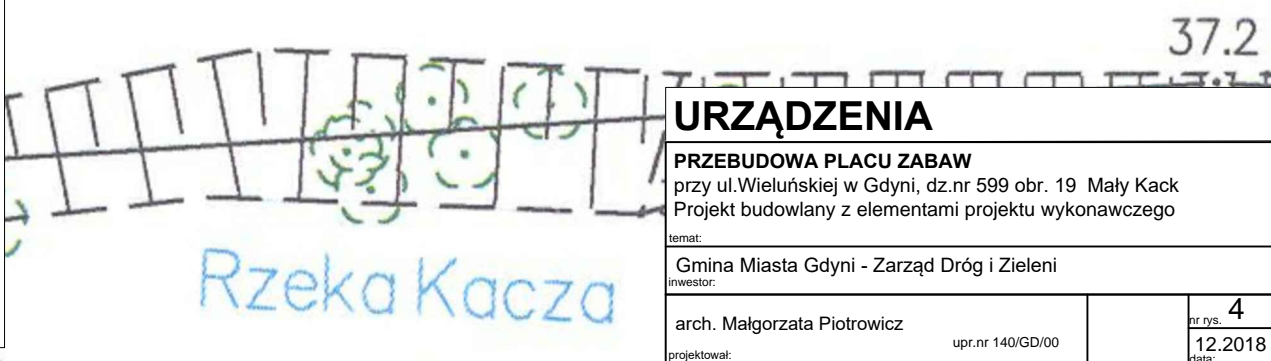 37.2
Rzeka Kacza
URZĄDZENIA
PRZEBUDOWA PLACU ZABAW
przy ul.Wieluńskiej w Gdyni, dz.nr 599 obr. 19 Mały Kack
Projekt budowlany z elementami projektu wykonawczego
temat:
Gmina Miasta Gdyni - Zarząd Dróg i Zieleni
inwestor:
arch. Małgorzata Piotrowicz
upr.nr 140/GD/00
projektował:
nr rys. 4
12.2018
data: